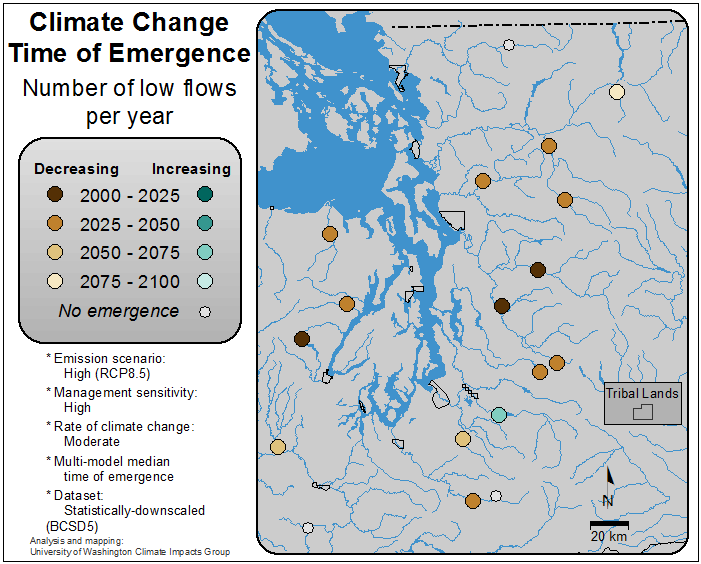 Climate Change
Time of Emergence
Number of low flows
per year
Decreasing Increasing
2000 - 2025
2025 - 2050
2050 - 2075
2075 - 2100
No emergence
* Emission scenario:
High (RCP8.5)
* Management sensitivity:
High
* Rate of climate change:
Moderate
* Multi-model median
time of emergence
* Dataset:
Statistically-downscaled
(BCSD5)
Analysis and mapping:
University of Washington Climate Impacts Group
Tribal Lands
N
20 km